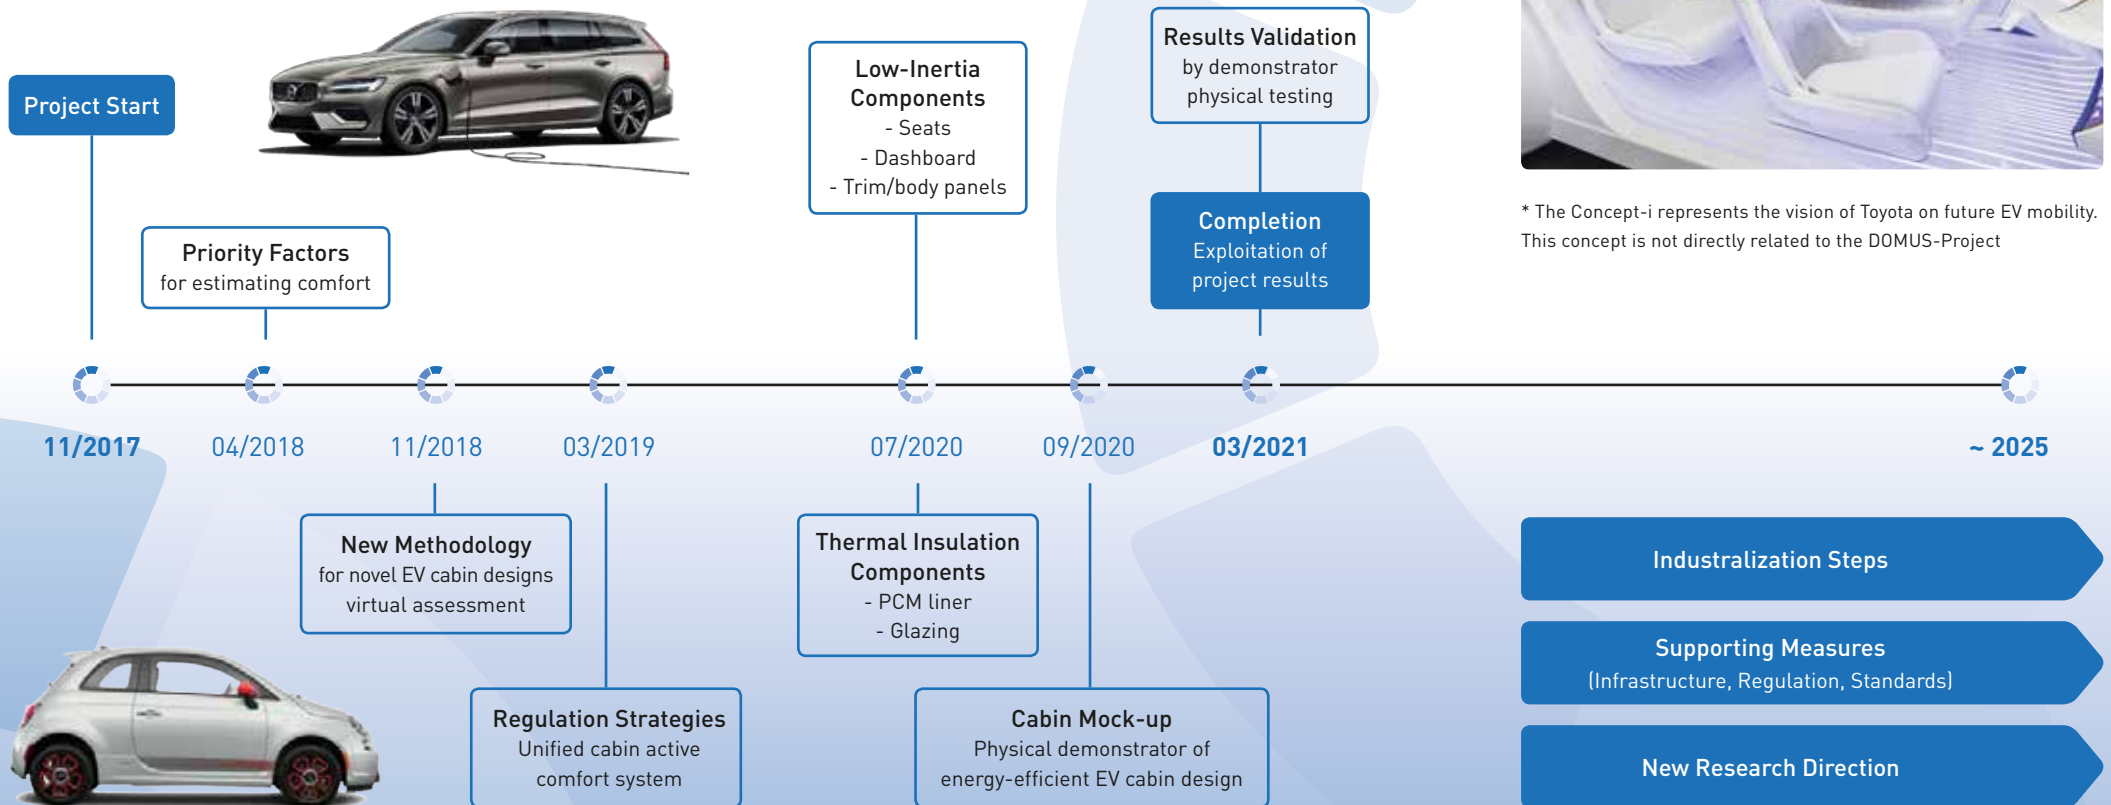 Project Start
Priority Factors
for estimating comfort
Low-Inertia
Components
- Seats
- Dashboard
- Trim/body panels
Results Validation
by demonstrator
physical testing
Completion
Exploitation of
project results
* The Concept-i represents the vision of Toyota on future EV mobility.
This concept is not directly related to the DOMUS-Project
11/2017
04/2018
11/2018
03/2019
07/2020
09/2020
03/2021
~ 2025
New Methodology
for novel EV cabin designs
virtual assessment
Regulation Strategies
Unified cabin active
comfort system
Thermal Insulation
Components
- PCM liner
- Glazing
Cabin Mock-up
Physical demonstrator of
energy-efficient EV cabin design
Industralization Steps
Supporting Measures
(Infrastructure, Regulation, Standards)
New Research Direction